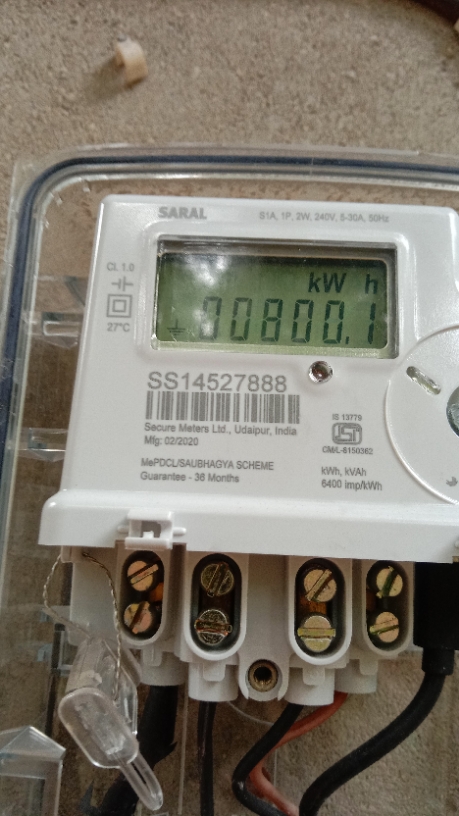 SARAL
S1A, 1P, 2W, 240V, 5-30A, 50Hz
CL 1.0
27°C
kW h
00800.1
SS14527888
Secure Meters Ltd., Udaipur, India
Mfg: 02/2020
MePDCL/SAUBHAGYA SCHEME
Guarantee - 36 Months
IS 13779
CM/L-8150362
kWh, kVAh
6400 imp/kWh